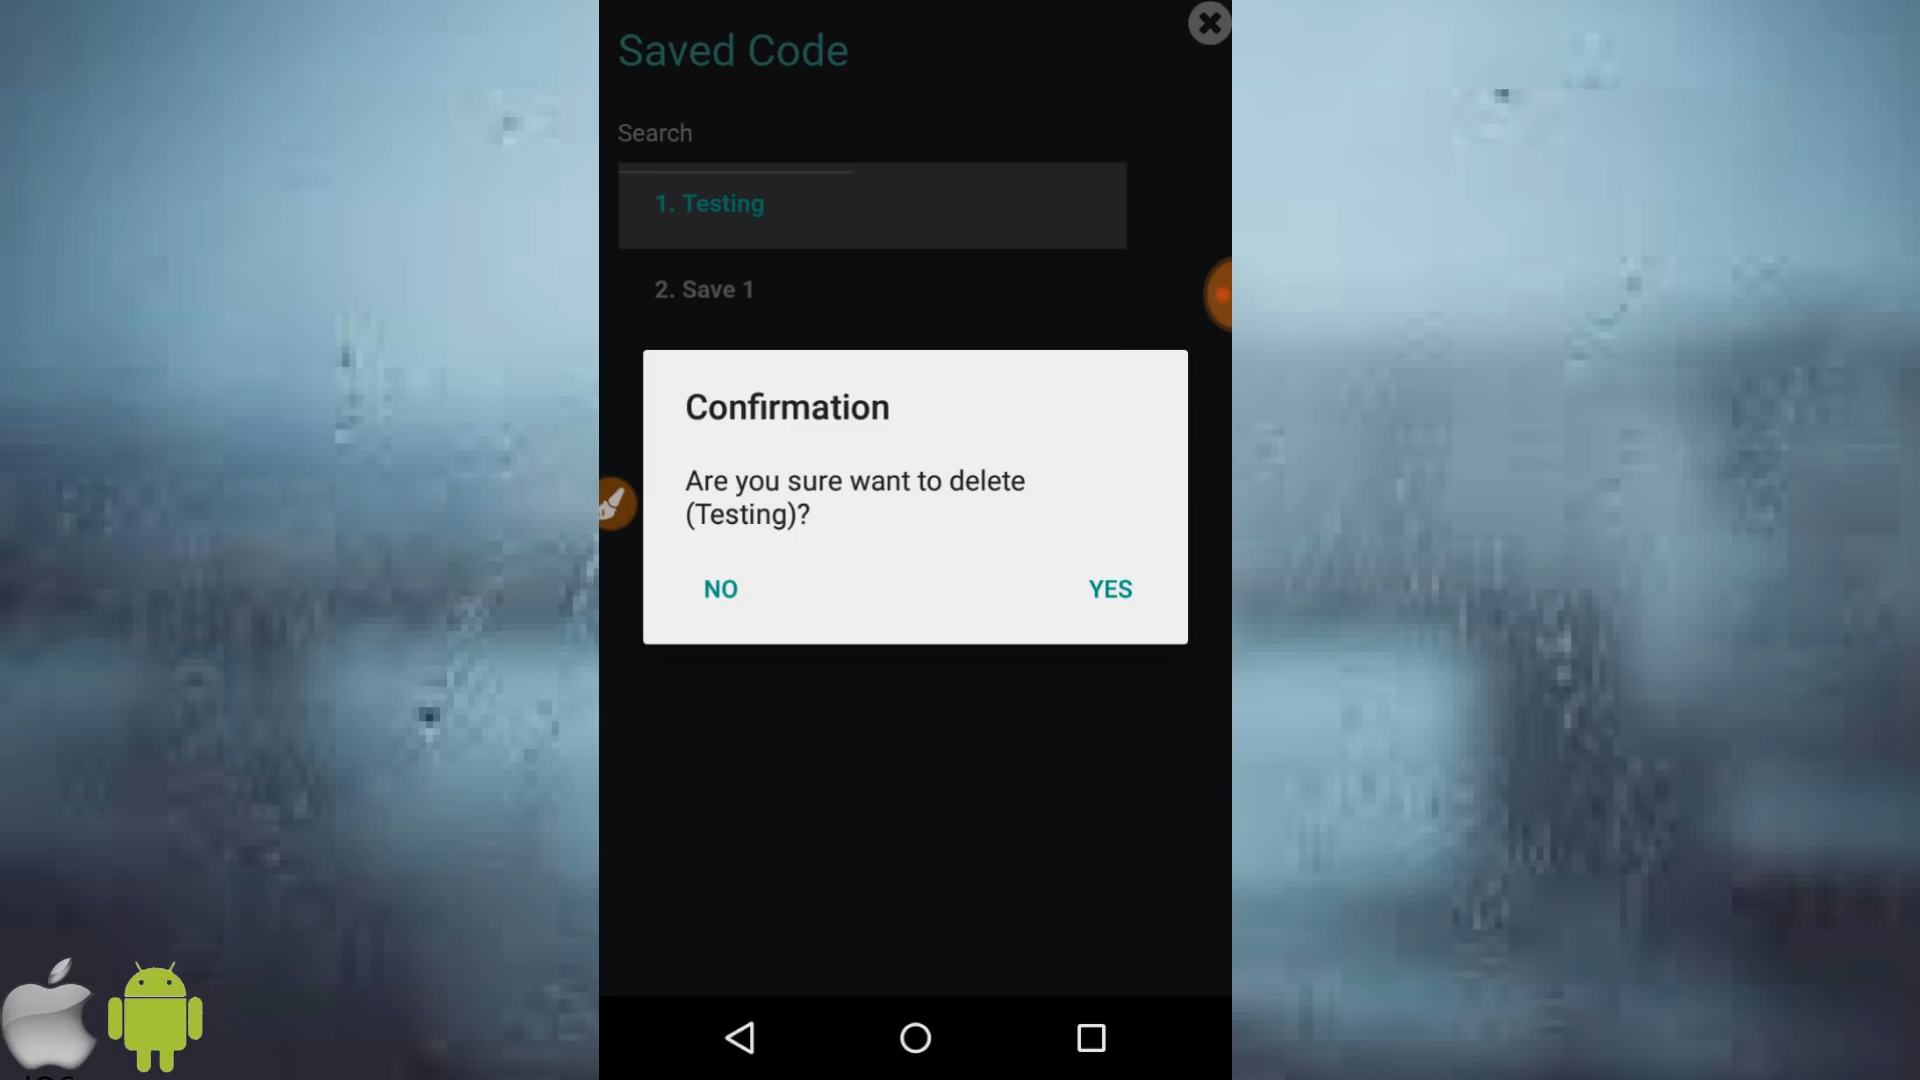 Saved Code
Search
1. Testing
2. Save 1
Confirmation
Are you sure want to delete
(Testing)?
NO
YES